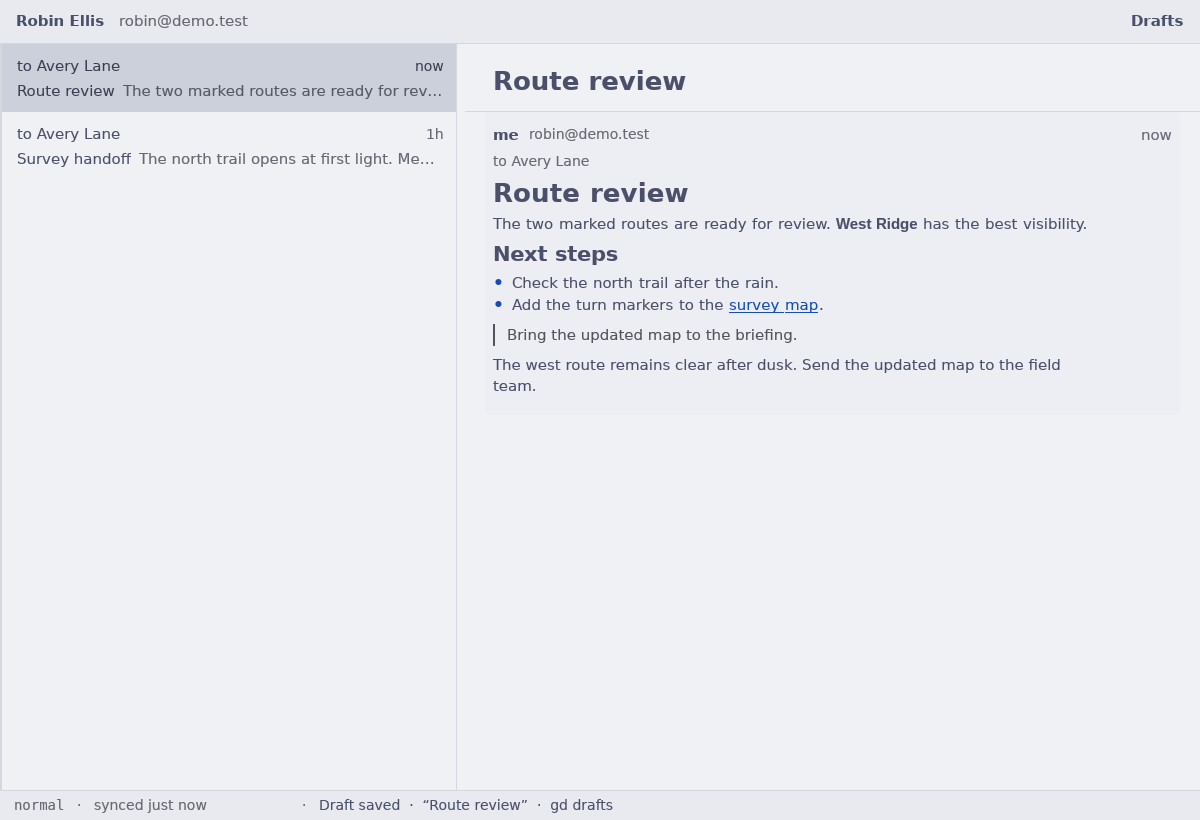 Robin Ellis robin@demo.test Drafts
to Avery Lane now
Route review The two marked routes are ready for rev…
to Avery Lane 1h
Survey handoff The north trail opens at first light. Me…
Route review
me robin@demo.test now
to Avery Lane
Route review
The two marked routes are ready for review. West Ridge has the best visibility.
Next steps
• Check the north trail after the rain.
• Add the turn markers to the survey map.
Bring the updated map to the briefing.
The west route remains clear after dusk. Send the updated map to the field
team.
normal · synced just now · Draft saved · “Route review” · gd drafts